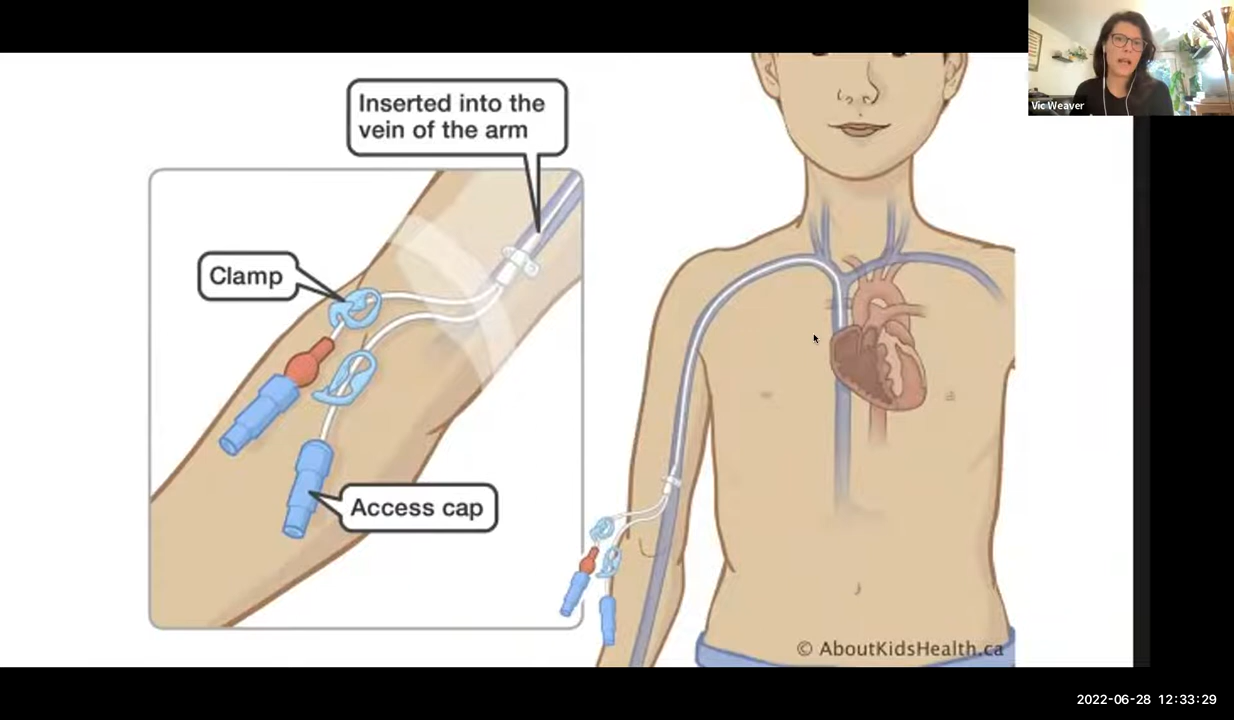 Inserted into the
vein of the arm
Vic Weaver
Clamp
Access cap
© AboutKidsHealth.ca
2022-06-28 12:33:29